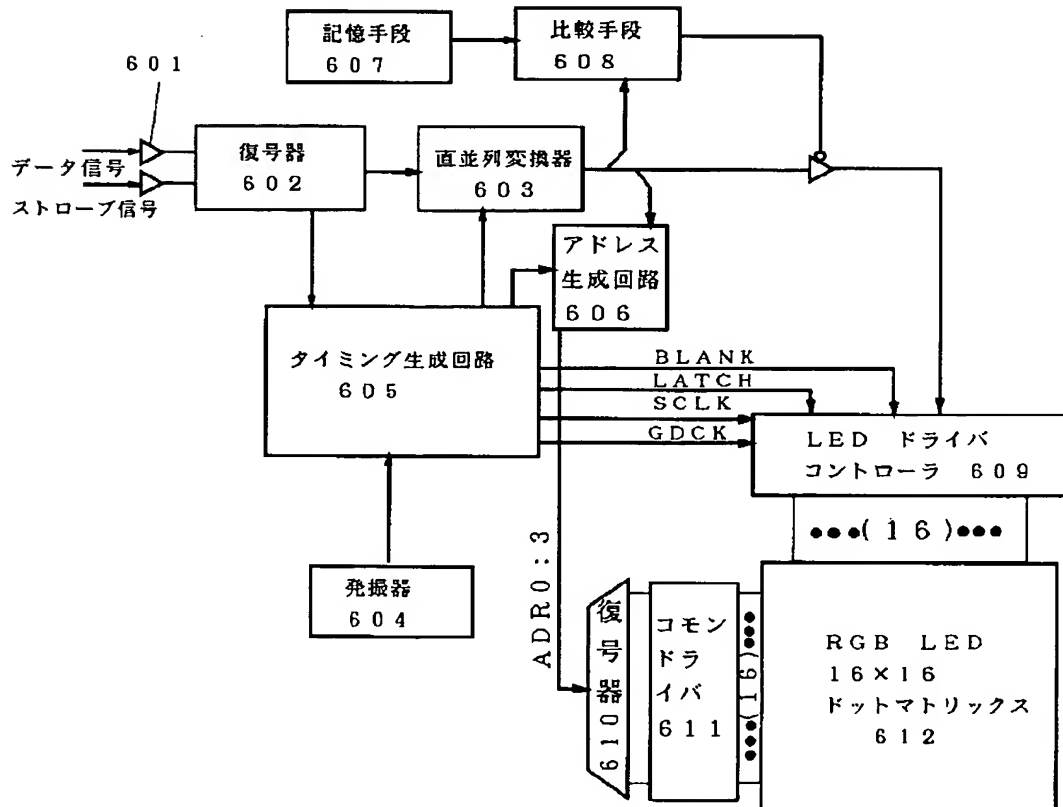 記憶手段
607
比較手段
608
601
データ信号
ストローブ信号
復号器
602
直並列変換器
603
アドレス
生成回路
606
タイミング生成回路
605
BLANK
LATCH
SCLK
GDCK
LED ドライバ
コントローラ 609
●●●(16)●●●
発振器
604
ADR0:3
復号器610
コモン
ドラ
イバ
611
●●●(16)●●●
RGB LED
16×16
ドットマトリックス
612